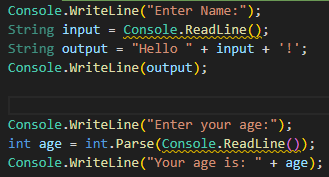 Console.WriteLine("Enter Name:");
String input = Console.ReadLine();
String output = "Hello " + input + '!';
Console.WriteLine(output);
Console.WriteLine("Enter your age:");
int age = int.Parse(Console.ReadLine());
Console.WriteLine("Your age is: " + age);